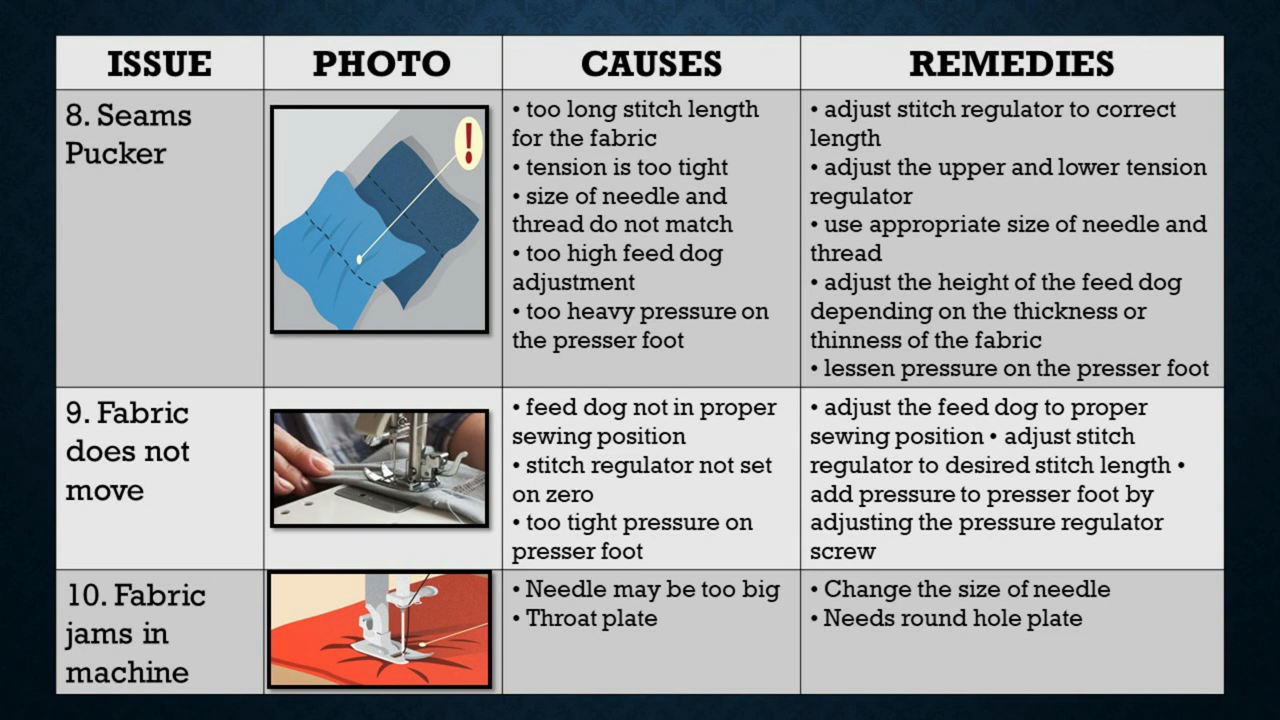 ISSUE
PHOTO
CAUSES
REMEDIES
8. Seams
Pucker
!
• too long stitch length
for the fabric
• tension is too tight
• size of needle and
thread do not match
• too high feed dog
adjustment
• too heavy pressure on
the presser foot
• adjust stitch regulator to correct
length
• adjust the upper and lower tension
regulator
• use appropriate size of needle and
thread
• adjust the height of the feed dog
depending on the thickness or
thinness of the fabric
• lessen pressure on the presser foot
9. Fabric
does not
move
• feed dog not in proper
sewing position
• stitch regulator not set
on zero
• too tight pressure on
presser foot
• adjust the feed dog to proper
sewing position • adjust stitch
regulator to desired stitch length •
add pressure to presser foot by
adjusting the pressure regulator
screw
10. Fabric
jams in
machine
• Needle may be too big
• Throat plate
• Change the size of needle
• Needs round hole plate